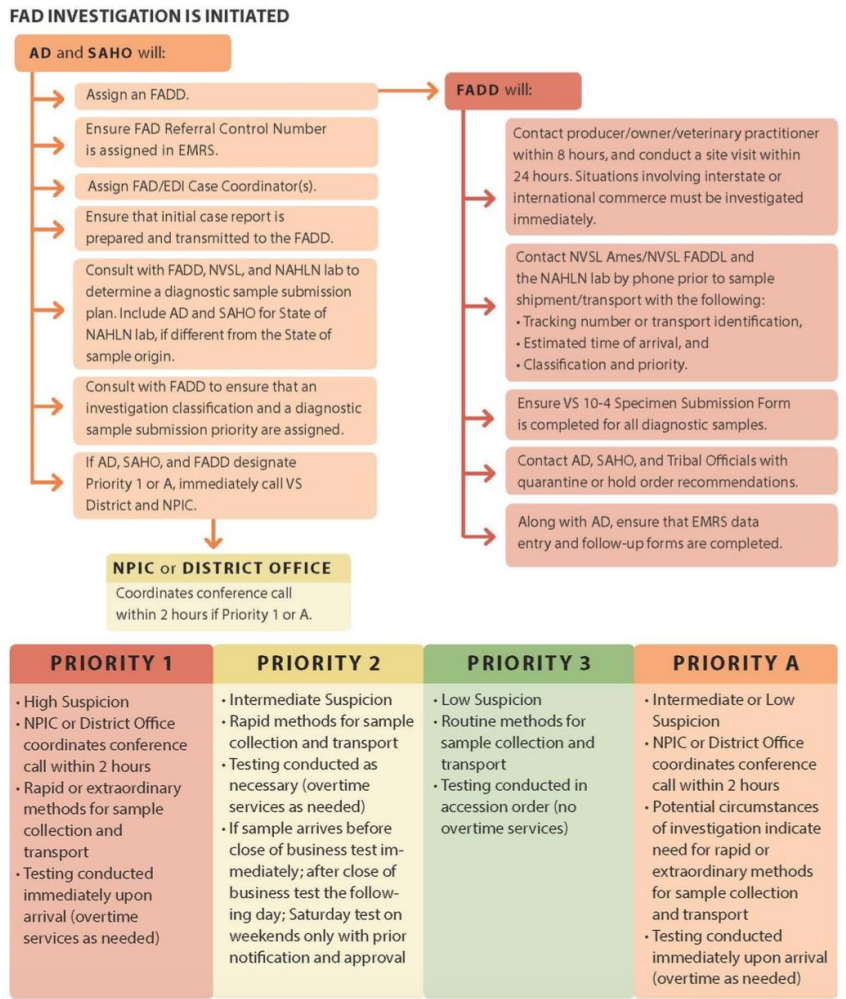 FAD INVESTIGATION IS INITIATED
AD and SAHO will:
Assign an FADD.
Ensure FAD Referral Control Number
is assigned in EMRS.
Assign FAD/EDI Case Coordinator(s).
Ensure that initial case report is
prepared and transmitted to the FADD.
Consult with FADD, NVSL, and NAHLN lab to
determine a diagnostic sample submission
plan. Include AD and SAHO for State of
NAHLN lab, if different from the State of
sample origin.
Consult with FADD to ensure that an
investigation classification and a diagnostic
sample submission priority are assigned.
If AD, SAHO, and FADD designate
Priority 1 or A, immediately call VS
District and NPIC.
NPIC or DISTRICT OFFICE
Coordinates conference call
within 2 hours if Priority 1 or A.
FADD will:
Contact producer/owner/veterinary practitioner
within 8 hours, and conduct a site visit within
24 hours. Situations involving interstate or
international commerce must be investigated
immediately.
Contact NVSL Ames/NVSL FADDL and
the NAHLN lab by phone prior to sample
shipment/transport with the following:
• Tracking number or transport identification,
• Estimated time of arrival, and
• Classification and priority.
Ensure VS 10-4 Specimen Submission Form
is completed for all diagnostic samples.
Contact AD, SAHO, and Tribal Officials with
quarantine or hold order recommendations.
Along with AD, ensure that EMRS data
entry and follow-up forms are completed.
PRIORITY 1
• High Suspicion
• NPIC or District Office
coordinates conference
call within 2 hours
• Rapid or extraordinary
methods for sample
collection and
transport
• Testing conducted
immediately upon
arrival (overtime
services as needed)
PRIORITY 2
• Intermediate Suspicion
• Rapid methods for sample
collection and transport
• Testing conducted as
necessary (overtime
services as needed)
• If sample arrives before
close of business test im-
mediately; after close of
business test the follow-
ing day; Saturday test on
weekends only with prior
notification and approval
PRIORITY 3
• Low Suspicion
• Routine methods for
sample collection and
transport
• Testing conducted in
accession order (no
overtime services)
PRIORITY A
• Intermediate or Low
Suspicion
• NPIC or District Office
coordinates conference
call within 2 hours
• Potential circumstances
of investigation indicate
need for rapid or
extraordinary methods
for sample collection
and transport
• Testing conducted
immediately upon arrival
(overtime as needed)